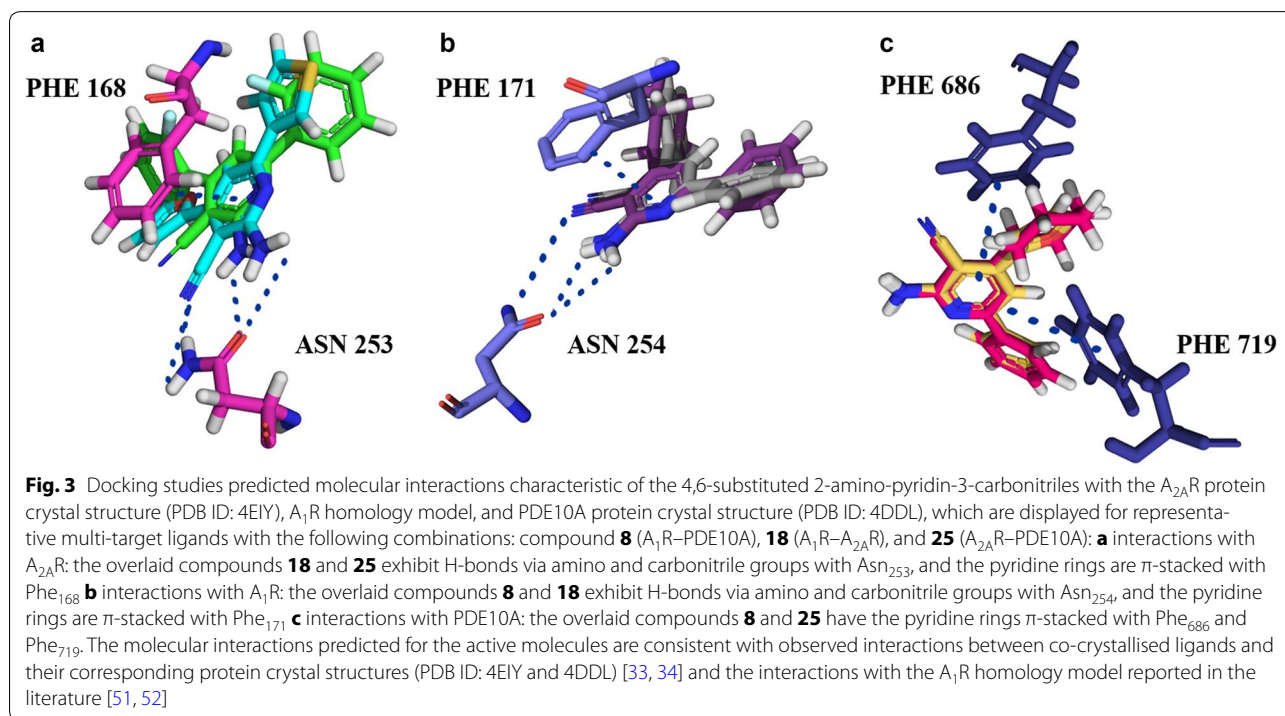 a
b
c
PHE 168
PHE 171
PHE 686
ASN 253
ASN 254
PHE 719
Fig. 3 Docking studies predicted molecular interactions characteristic of the 4,6-substituted 2-amino-pyridin-3-carbonitriles with the A₂ₐR protein
crystal structure (PDB ID: 4EIY), A₁R homology model, and PDE10A protein crystal structure (PDB ID: 4DDL), which are displayed for representa-
tive multi-target ligands with the following combinations: compound 8 (A₁R–PDE10A), 18 (A₁R–A₂ₐR), and 25 (A₂ₐR–PDE10A): a interactions with
A₂ₐR: the overlaid compounds 18 and 25 exhibit H-bonds via amino and carbonitrile groups with Asn₂₅₃, and the pyridine rings are π-stacked with
Phe₁₆₈ b interactions with A₁R: the overlaid compounds 8 and 18 exhibit H-bonds via amino and carbonitrile groups with Asn₂₅₄, and the pyridine
rings are π-stacked with Phe₁₇₁ c interactions with PDE10A: the overlaid compounds 8 and 25 have the pyridine rings π-stacked with Phe₆₈₆ and
Phe₇₁₉. The molecular interactions predicted for the active molecules are consistent with observed interactions between co-crystallised ligands and
their corresponding protein crystal structures (PDB ID: 4EIY and 4DDL) [33, 34] and the interactions with the A₁R homology model reported in the
literature [51, 52]